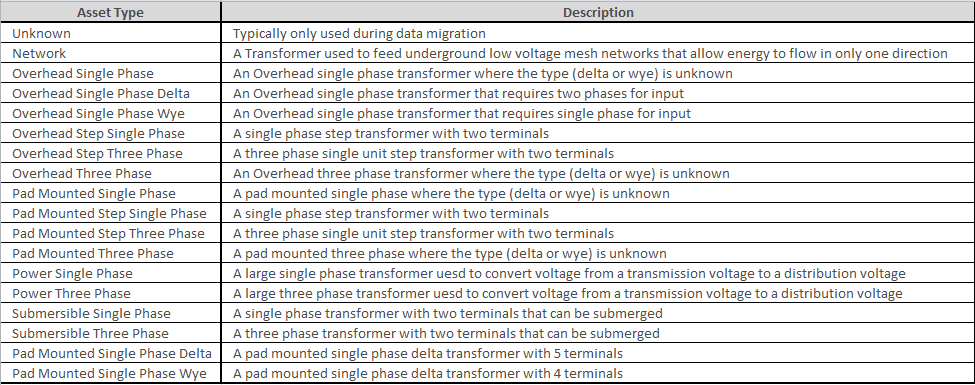 Asset Type Description
Unknown Typically only used during data migration
Network A Transformer used to feed underground low voltage mesh networks that allow energy to flow in only one direction
Overhead Single Phase An Overhead single phase transformer where the type (delta or wye) is unknown
Overhead Single Phase Delta An Overhead single phase transformer that requires two phases for input
Overhead Single Phase Wye An Overhead single phase transformer that requires single phase for input
Overhead Step Single Phase A single phase step transformer with two terminals
Overhead Step Three Phase A three phase single unit step transformer with two terminals
Overhead Three Phase An Overhead three phase transformer where the type (delta or wye) is unknown
Pad Mounted Single Phase A pad mounted single phase where the type (delta or wye) is unknown
Pad Mounted Step Single Phase A single phase step transformer with two terminals
Pad Mounted Step Three Phase A three phase single unit step transformer with two terminals
Pad Mounted Three Phase A pad mounted three phase where the type (delta or wye) is unknown
Power Single Phase A large single phase transformer uesd to convert voltage from a transmission voltage to a distribution voltage
Power Three Phase A large three phase transformer uesd to convert voltage from a transmission voltage to a distribution voltage
Submersible Single Phase A single phase transformer with two terminals that can be submerged
Submersible Three Phase A three phase transformer with two terminals that can be submerged
Pad Mounted Single Phase Delta A pad mounted single phase delta transformer with 5 terminals
Pad Mounted Single Phase Wye A pad mounted single phase delta transformer with 4 terminals